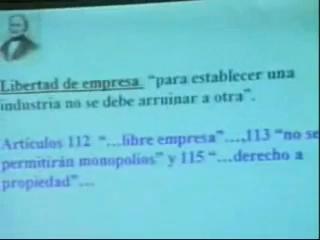 Libertad de empresa "para establecer una
industria no se debe arruinar a otra".
Artículos 112 "...libre empresa"...,113 "no se
permitirán monopolios" y 115 "...derecho a
propiedad"...